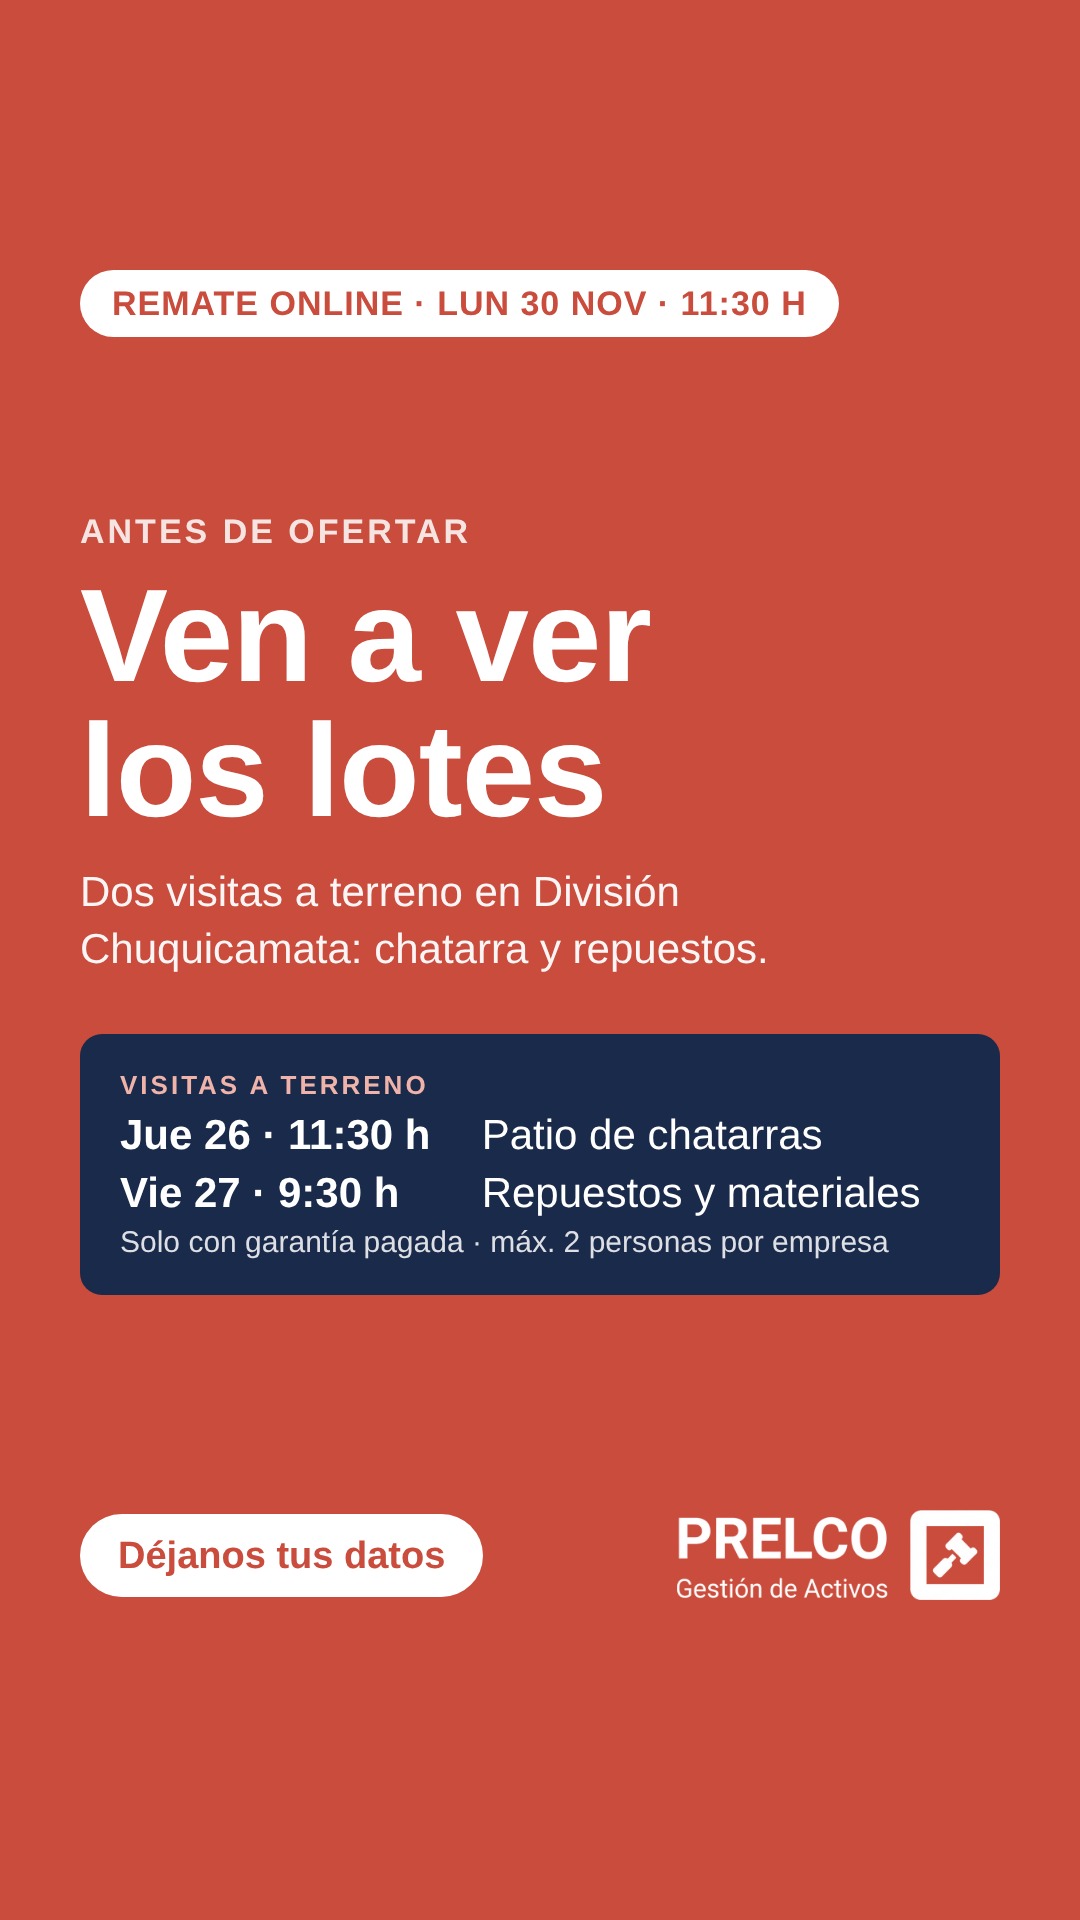 REMATE ONLINE · LUN 30 NOV · 11:30 H
ANTES DE OFERTAR
Ven a ver
los lotes
Dos visitas a terreno en División
Chuquicamata: chatarra y repuestos.
VISITAS A TERRENO
Jue 26 · 11:30 h Patio de chatarras
Vie 27 · 9:30 h Repuestos y materiales
Solo con garantía pagada · máx. 2 personas por empresa
Déjanos tus datos
PRELCO
Gestión de Activos